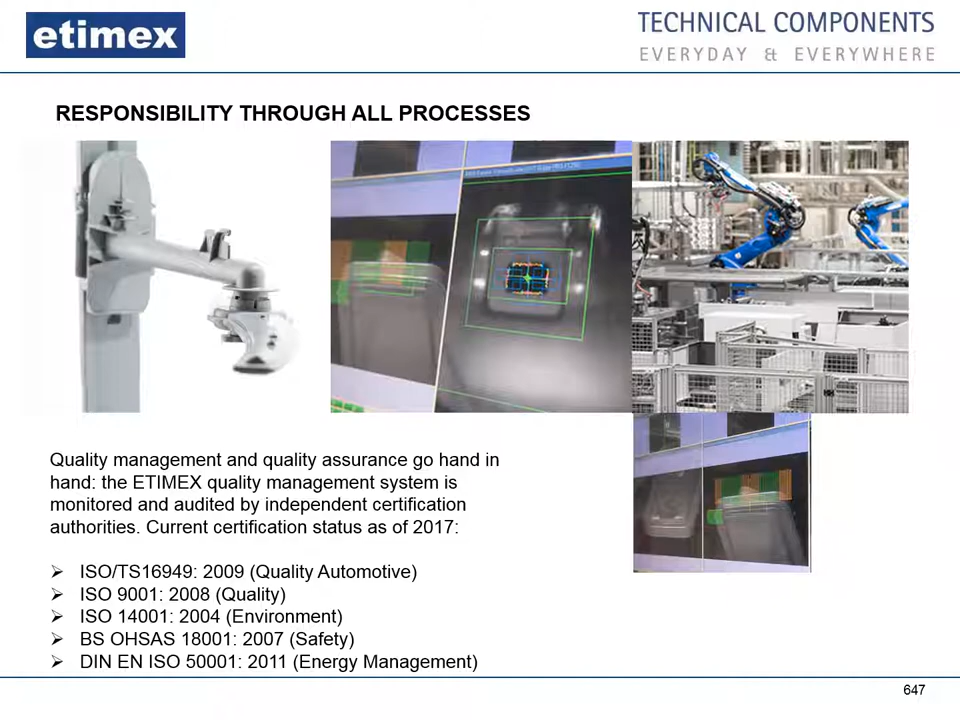 etimex
TECHNICAL COMPONENTS
EVERYDAY & EVERYWHERE
RESPONSIBILITY THROUGH ALL PROCESSES
Quality management and quality assurance go hand in
hand: the ETIMEX quality management system is
monitored and audited by independent certification
authorities. Current certification status as of 2017:
➢ ISO/TS16949: 2009 (Quality Automotive)
➢ ISO 9001: 2008 (Quality)
➢ ISO 14001: 2004 (Environment)
➢ BS OHSAS 18001: 2007 (Safety)
➢ DIN EN ISO 50001: 2011 (Energy Management)
647